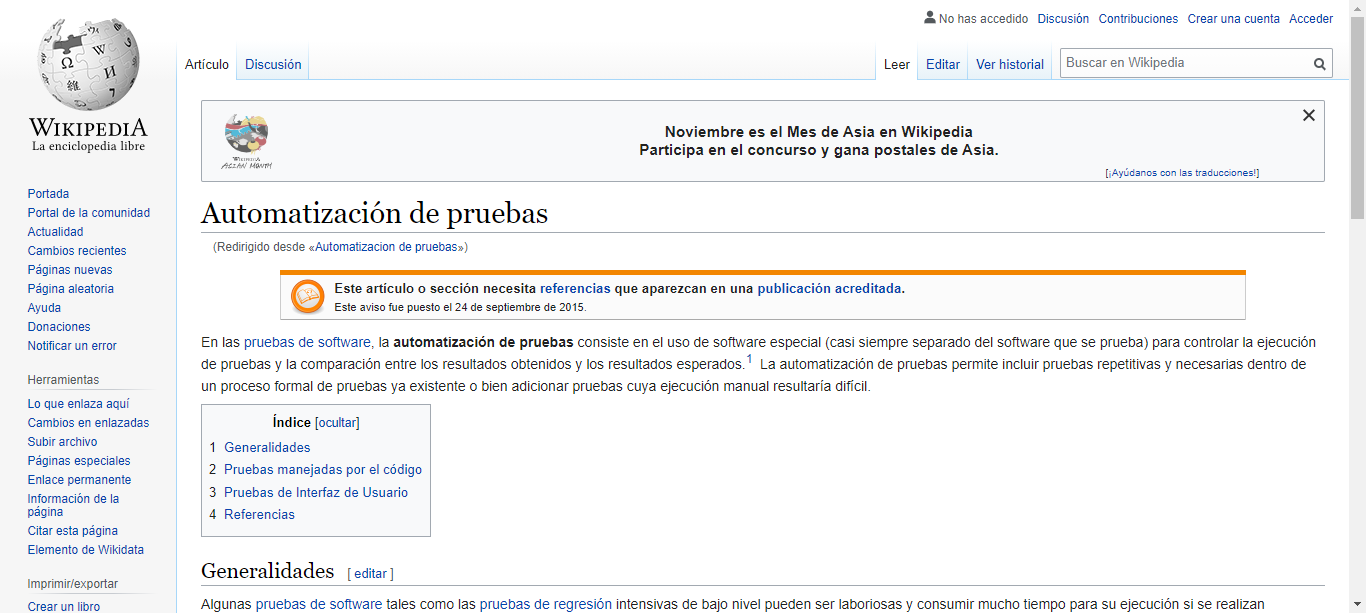 No has accedido Discusión Contribuciones Crear una cuenta Acceder
WIKIPEDIA
La enciclopedia libre
Artículo Discusión Leer Editar Ver historial Buscar en Wikipedia
Portada
Portal de la comunidad
Actualidad
Cambios recientes
Páginas nuevas
Página aleatoria
Ayuda
Donaciones
Notificar un error
Herramientas
Lo que enlaza aquí
Cambios en enlazadas
Subir archivo
Páginas especiales
Enlace permanente
Información de la
página
Citar esta página
Elemento de Wikidata
Imprimir/exportar
Crear un libro
WIKIPEDIA
ASIAN MONTH
Noviembre es el Mes de Asia en Wikipedia
Participa en el concurso y gana postales de Asia.
[¡Ayúdanos con las traducciones!]
Automatización de pruebas
(Redirigido desde «Automatizacion de pruebas»)
Este artículo o sección necesita referencias que aparezcan en una publicación acreditada.
Este aviso fue puesto el 24 de septiembre de 2015.
En las pruebas de software, la automatización de pruebas consiste en el uso de software especial (casi siempre separado del software que se prueba) para controlar la ejecución
de pruebas y la comparación entre los resultados obtenidos y los resultados esperados.1 La automatización de pruebas permite incluir pruebas repetitivas y necesarias dentro de
un proceso formal de pruebas ya existente o bien adicionar pruebas cuya ejecución manual resultaría difícil.
Índice [ocultar]
1 Generalidades
2 Pruebas manejadas por el código
3 Pruebas de Interfaz de Usuario
4 Referencias
Generalidades [ editar ]
Algunas pruebas de software tales como las pruebas de regresión intensivas de bajo nivel pueden ser laboriosas y consumir mucho tiempo para su ejecución si se realizan